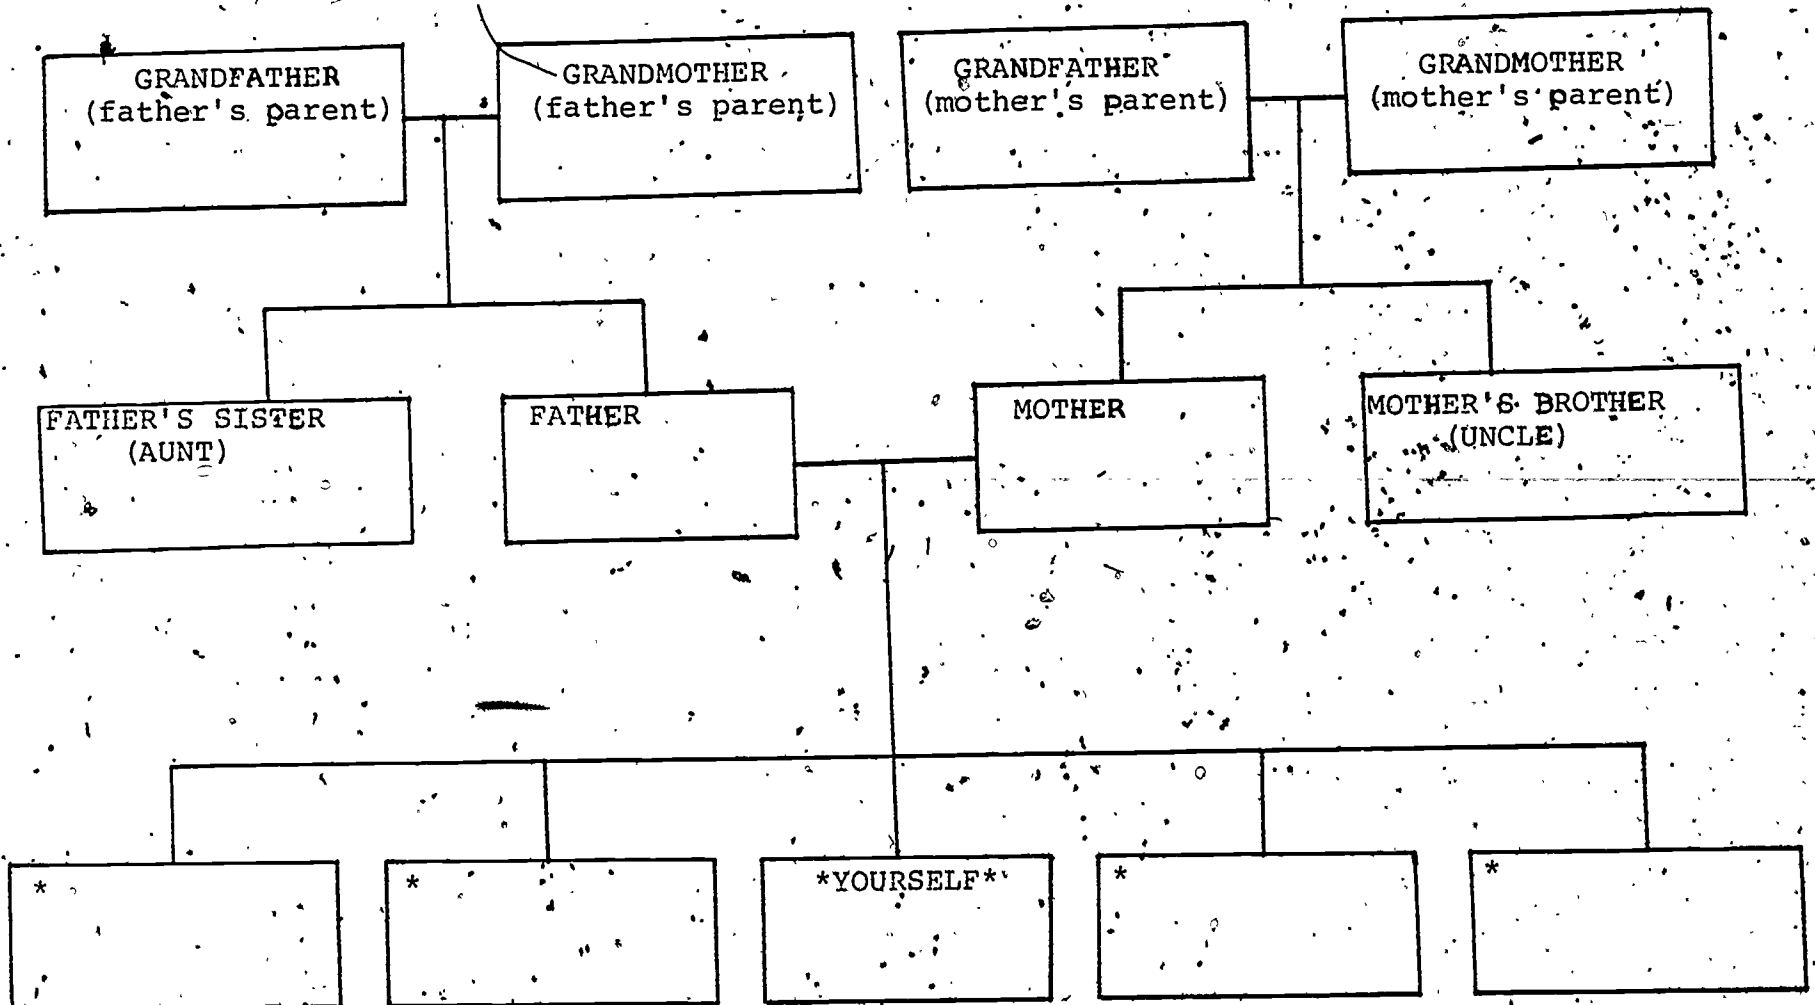 GRANDFATHER
(father's parent)
GRANDMOTHER
(father's parent)
GRANDFATHER
(mother's parent)
GRANDMOTHER
(mother's parent)
FATHER'S SISTER
(AUNT)
FATHER
MOTHER
MOTHER'S BROTHER
(UNCLE)
*
*
*YOURSELF*
*
*